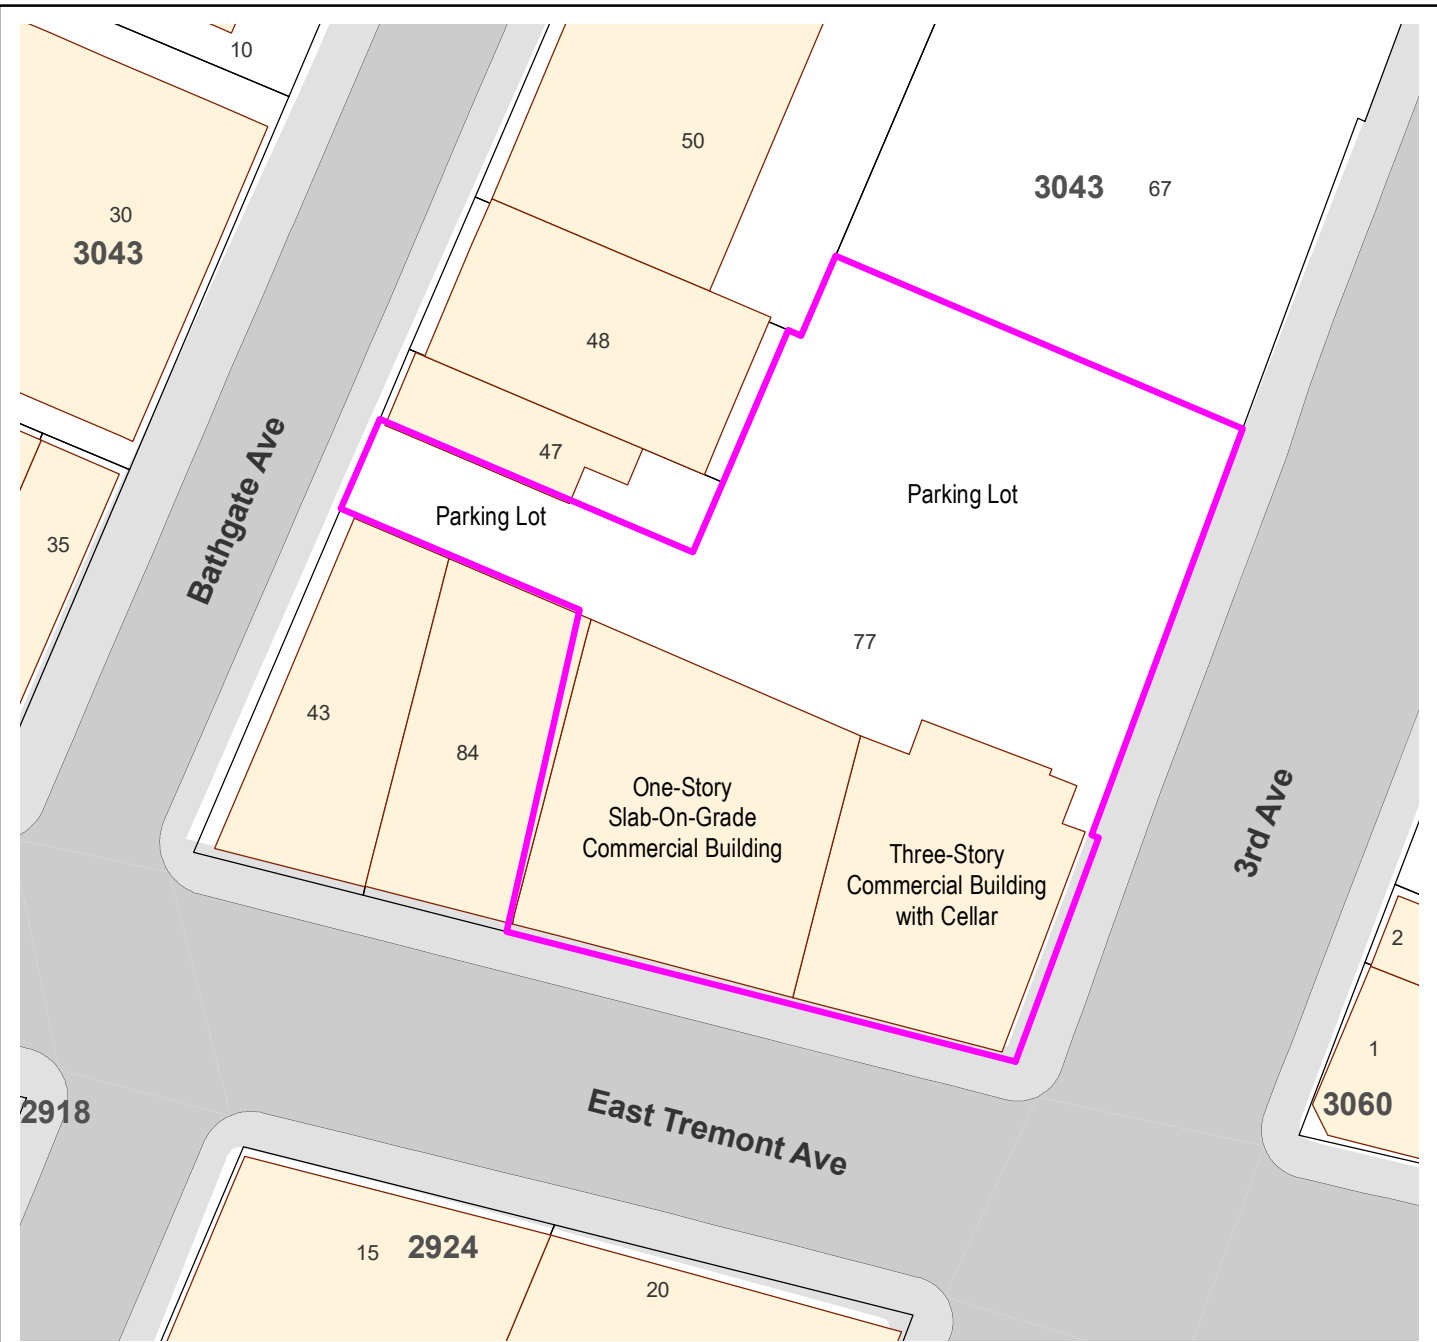 10
50
3043 67
30
3043
48
47
Bathgate Ave
Parking Lot
Parking Lot
35
77
43
84
One-Story
Slab-On-Grade
Commercial Building
Three-Story
Commercial Building
with Cellar
3rd Ave
2
1
3060
2918
East Tremont Ave
15 2924
20